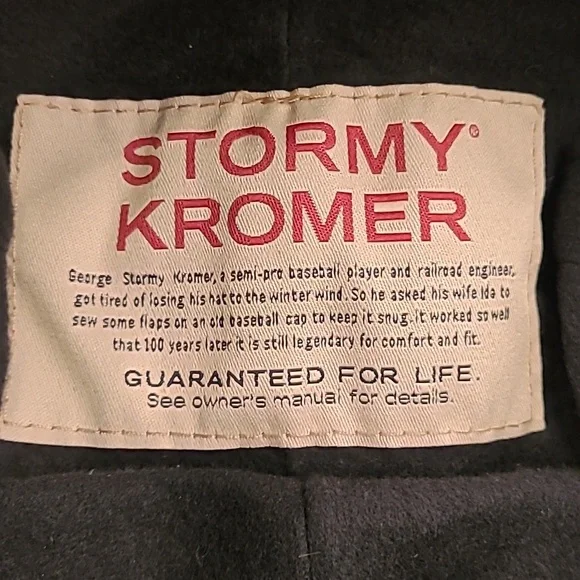 STORMY®
KROMER
George Stormy Kromer, a semi-pro baseball player and railroad engineer,
got tired of losing his hat to the winter wind. So he asked his wife Ida to
sew some flaps on an old baseball cap to keep it snug. It worked so well
that 100 years later it is still legendary for comfort and fit.
GUARANTEED FOR LIFE.
See owner's manual for details.